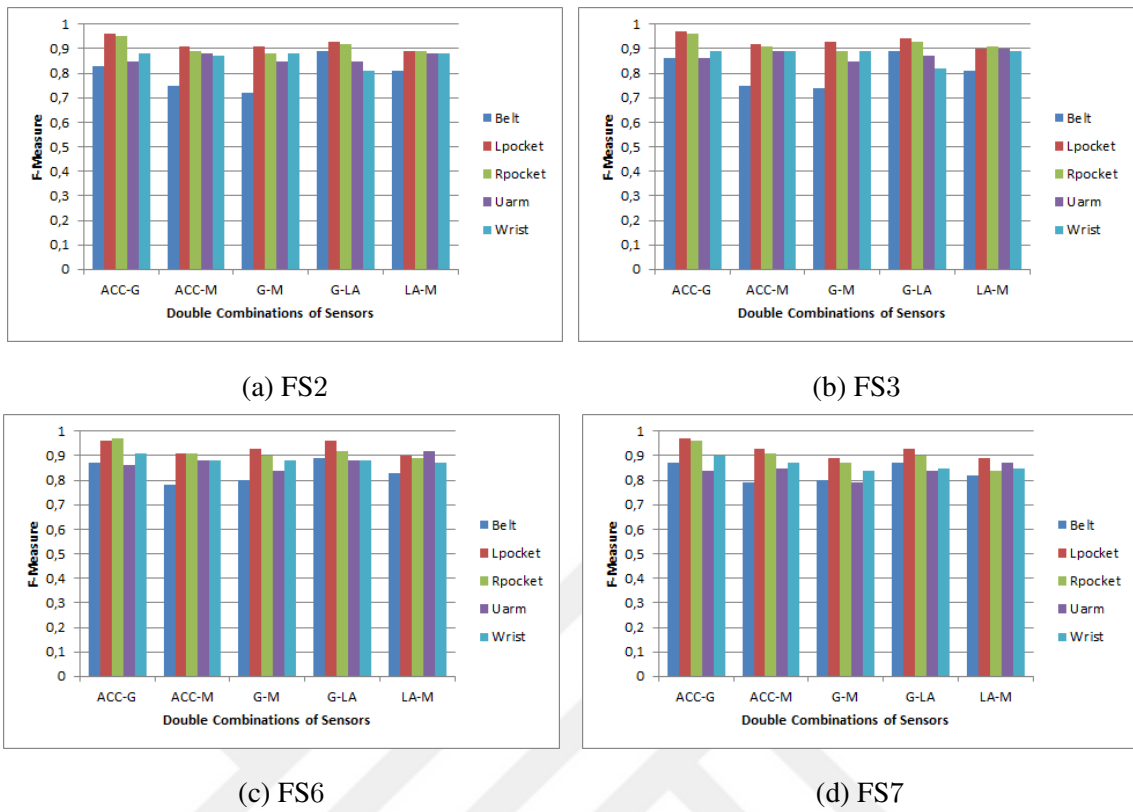 1
0,9
0,8
0,7
0,6
0,5
0,4
0,3
0,2
0,1
0
F-Measure
ACC-G ACC-M G-M G-LA LA-M
Double Combinations of Sensors
Belt
Lpocket
Rpocket
Uarm
Wrist
(a) FS2
1
0,9
0,8
0,7
0,6
0,5
0,4
0,3
0,2
0,1
0
F-Measure
ACC-G ACC-M G-M G-LA LA-M
Double Combinations of Sensors
Belt
Lpocket
Rpocket
Uarm
Wrist
(b) FS3
1
0,9
0,8
0,7
0,6
0,5
0,4
0,3
0,2
0,1
0
F-Measure
ACC-G ACC-M G-M G-LA LA-M
Double Combinations of Sensors
Belt
Lpocket
Rpocket
Uarm
Wrist
(c) FS6
1
0,9
0,8
0,7
0,6
0,5
0,4
0,3
0,2
0,1
0
F-Measure
ACC-G ACC-M G-M G-LA LA-M
Double Combinations of Sensors
Belt
Lpocket
Rpocket
Uarm
Wrist
(d) FS7